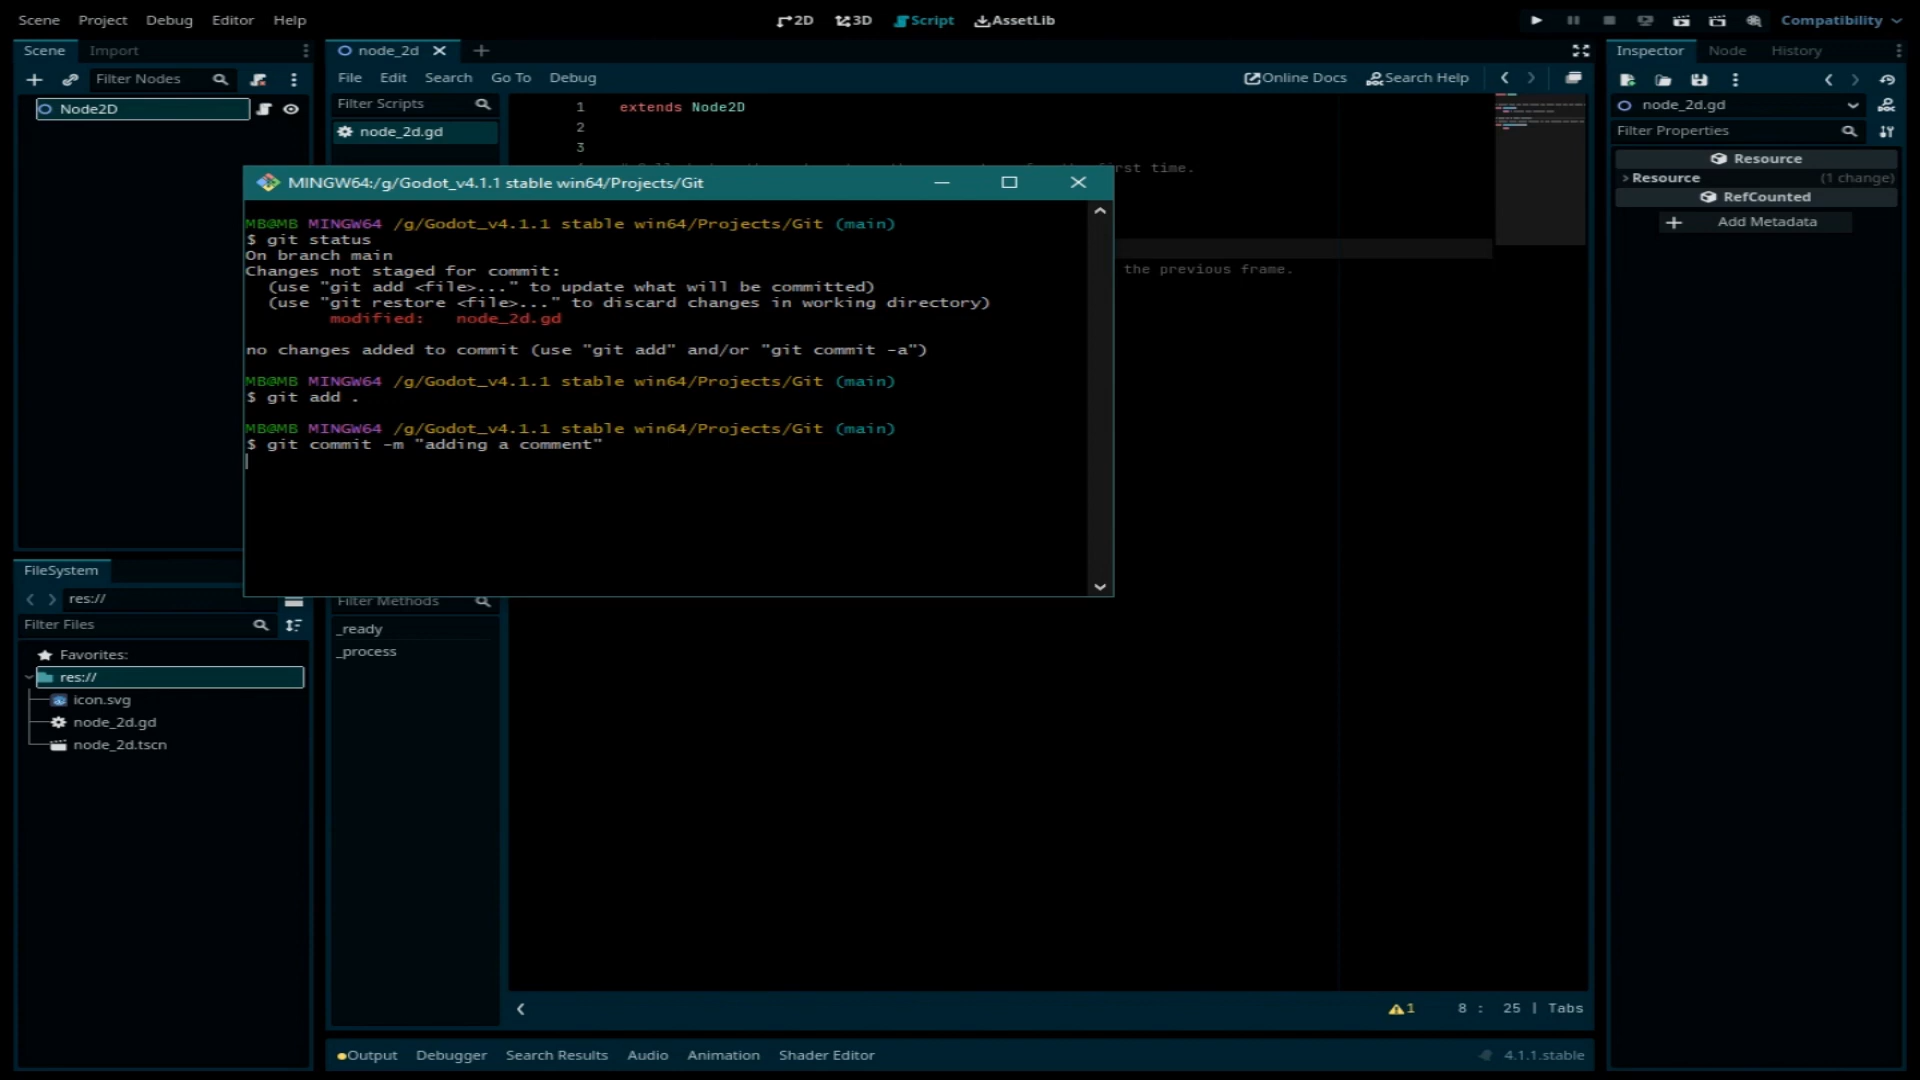 Scene Project Debug Editor Help
2D 3D Script AssetLib
Compatibility
Scene Import
Filter Nodes
Node2D
node_2d
File Edit Search Go To Debug
Online Docs Search Help
Filter Scripts
node_2d.gd
1 extends Node2D
2
3
rst time.
the previous frame.
MINGW64:/g/Godot_v4.1.1 stable win64/Projects/Git
MB@MB MINGW64 /g/Godot_v4.1.1 stable win64/Projects/Git (main)
$ git status
On branch main
Changes not staged for commit:
(use "git add <file>..." to update what will be committed)
(use "git restore <file>..." to discard changes in working directory)
modified: node_2d.gd
no changes added to commit (use "git add" and/or "git commit -a")
MB@MB MINGW64 /g/Godot_v4.1.1 stable win64/Projects/Git (main)
$ git add .
MB@MB MINGW64 /g/Godot_v4.1.1 stable win64/Projects/Git (main)
$ git commit -m "adding a comment"
FileSystem
res://
Filter Files
Favorites:
res://
icon.svg
node_2d.gd
node_2d.tscn
Filter Methods
_ready
_process
1 8 : 25 | Tabs
Output Debugger Search Results Audio Animation Shader Editor
4.1.1.stable
Inspector Node History
node_2d.gd
Filter Properties
Resource
Resource (1 change)
RefCounted
Add Metadata